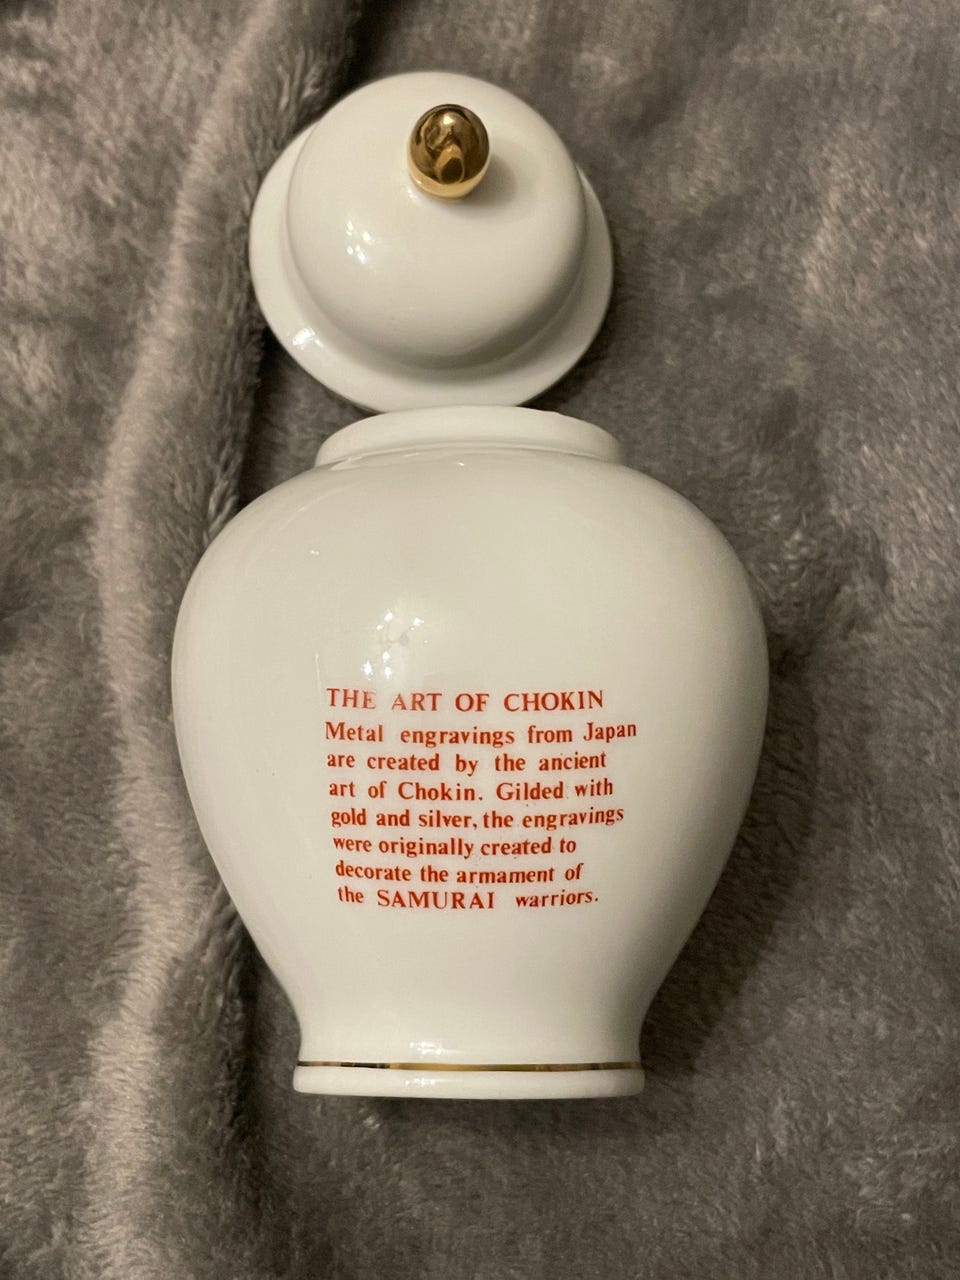 THE ART OF CHOKIN
Metal engravings from Japan
are created by the ancient
art of Chokin. Gilded with
gold and silver, the engravings
were originally created to
decorate the armament of
the SAMURAI warriors.